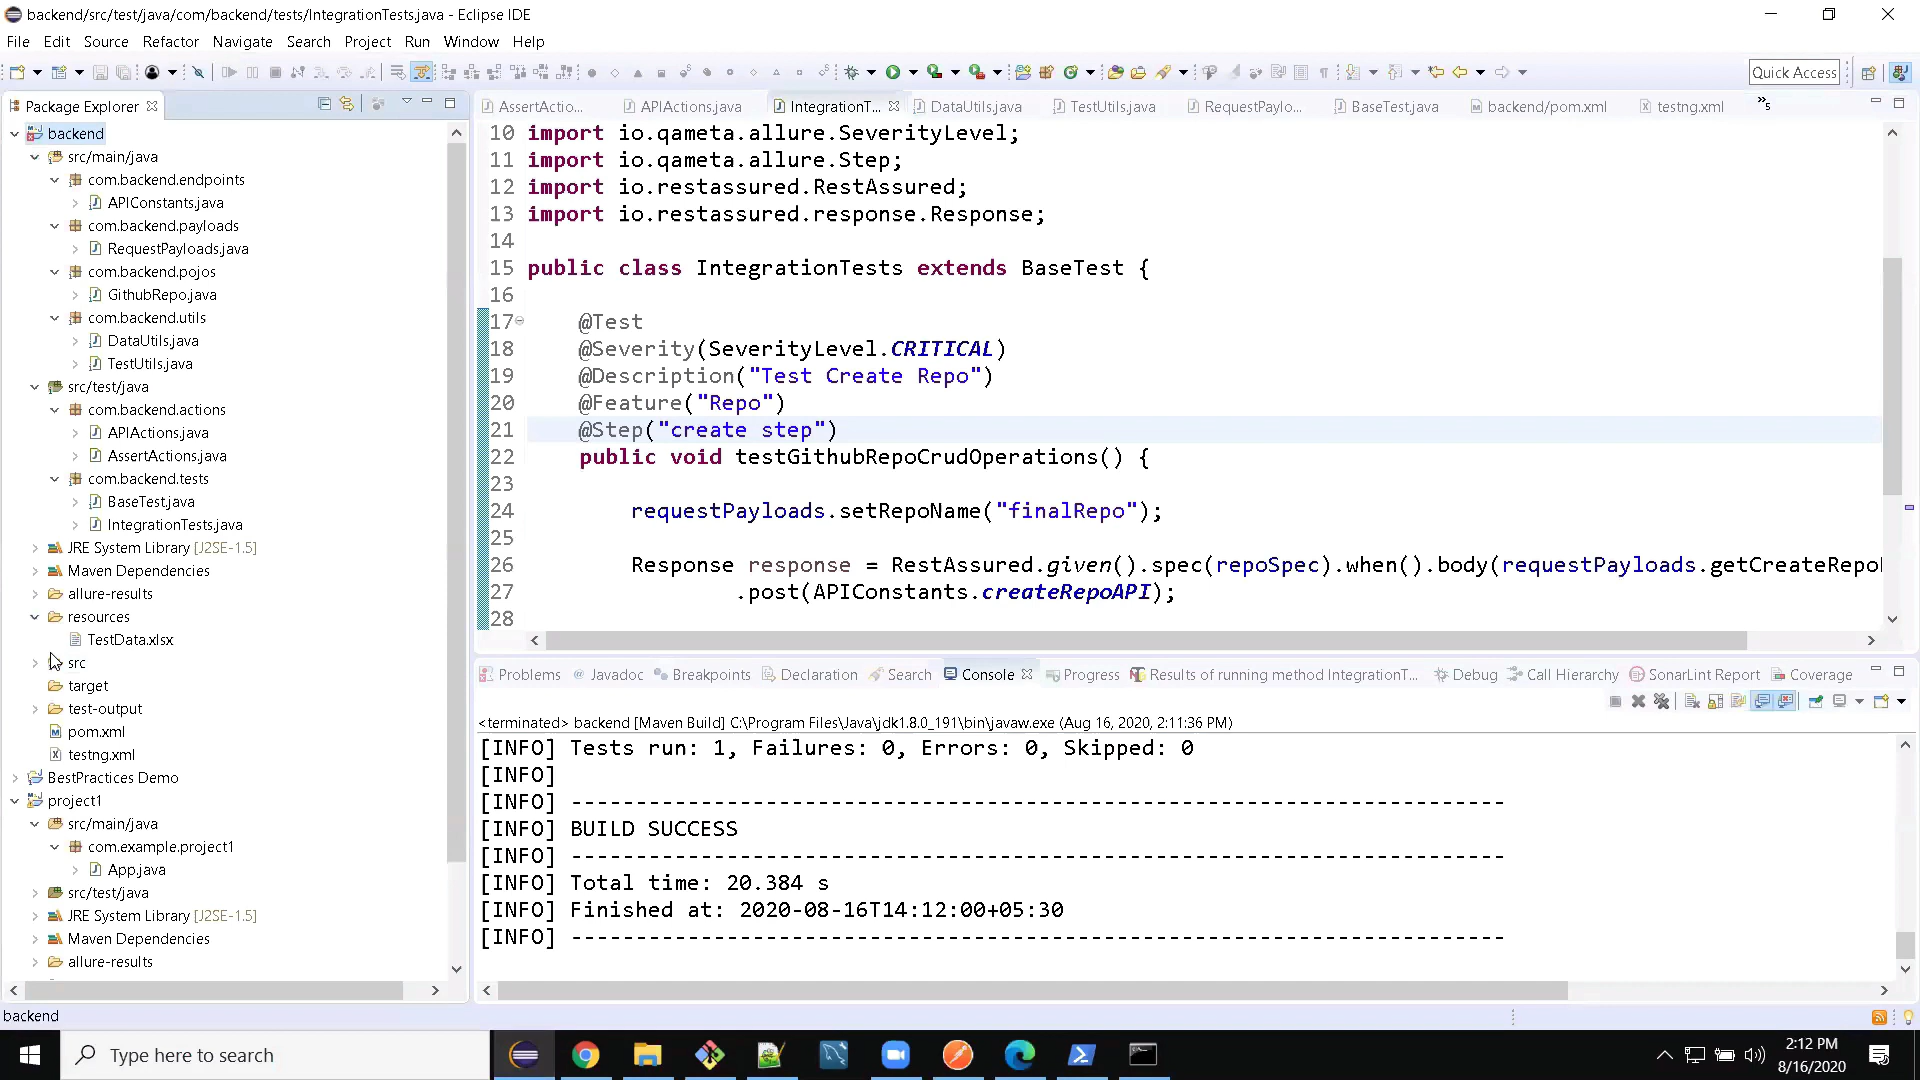 backend/src/test/java/com/backend/tests/IntegrationTests.java - Eclipse IDE
File Edit Source Refactor Navigate Search Project Run Window Help
Quick Access
Package Explorer
AssertActio... APIActions.java IntegrationT... DataUtils.java TestUtils.java RequestPaylo... BaseTest.java backend/pom.xml testng.xml »5
backend
src/main/java
com.backend.endpoints
APIConstants.java
com.backend.payloads
RequestPayloads.java
com.backend.pojos
GithubRepo.java
com.backend.utils
DataUtils.java
TestUtils.java
src/test/java
com.backend.actions
APIActions.java
AssertActions.java
com.backend.tests
BaseTest.java
IntegrationTests.java
JRE System Library [J2SE-1.5]
Maven Dependencies
allure-results
resources
TestData.xlsx
src
target
test-output
pom.xml
testng.xml
BestPractices Demo
project1
src/main/java
com.example.project1
App.java
src/test/java
JRE System Library [J2SE-1.5]
Maven Dependencies
allure-results
10 import io.qameta.allure.SeverityLevel;
11 import io.qameta.allure.Step;
12 import io.restassured.RestAssured;
13 import io.restassured.response.Response;
14
15 public class IntegrationTests extends BaseTest {
16
17 @Test
18 @Severity(SeverityLevel.CRITICAL)
19 @Description("Test Create Repo")
20 @Feature("Repo")
21 @Step("create step")
22 public void testGithubRepoCrudOperations() {
23
24 requestPayloads.setRepoName("finalRepo");
25
26 Response response = RestAssured.given().spec(repoSpec).when().body(requestPayloads.getCreateRepo
27 .post(APIConstants.createRepoAPI);
28
Problems @ Javadoc Breakpoints Declaration Search Console Progress Results of running method IntegrationT... Debug Call Hierarchy SonarLint Report Coverage
<terminated> backend [Maven Build] C:\Program Files\Java\jdk1.8.0_191\bin\javaw.exe (Aug 16, 2020, 2:11:36 PM)
[INFO] Tests run: 1, Failures: 0, Errors: 0, Skipped: 0
[INFO]
[INFO] ------------------------------------------------------------------------
[INFO] BUILD SUCCESS
[INFO] ------------------------------------------------------------------------
[INFO] Total time: 20.384 s
[INFO] Finished at: 2020-08-16T14:12:00+05:30
[INFO] ------------------------------------------------------------------------
backend
Type here to search
2:12 PM
8/16/2020